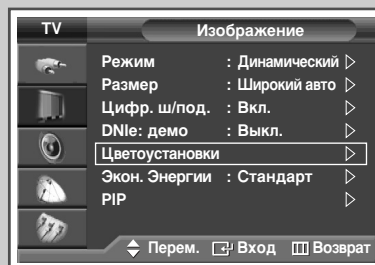 TV Изображение
Режим : Динамический
Размер : Широкий авто
Цифр. ш/под. : Вкл.
DNIe: демо : Выкл.
Цветоустановки
Экон. Энергии : Стандарт
PIP
Перем. Вход Возврат